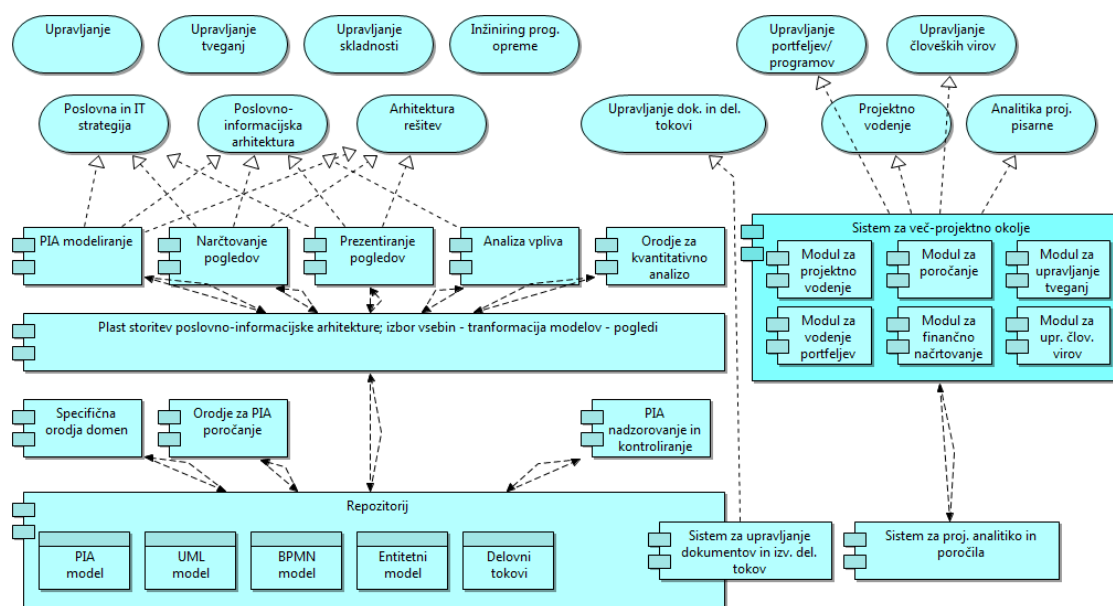 Upravljanje
Upravljanje
tveganj
Upravljanje
skladnosti
Inžiniring prog.
opreme
Upravljanje
portfeljev/
programov
Upravljanje
človeških virov
Poslovna in IT
strategija
Poslovno-
informacijska
arhitektura
Arhitektura
rešitev
Upravljanje dok. in del.
tokovi
Projektno
vodenje
Analitika proj.
pisarne
PIA modeliranje
Narčtovanje
pogledov
Prezentiranje
pogledov
Analiza vpliva
Orodje za
kvantitativno
analizo
Sistem za več-projektno okolje
Modul za
projektno
vodenje
Modul za
poročanje
Modul za
upravljanje
tveganj
Modul za
vodenje
portfeljev
Modul za
finančno
načrtovanje
Modul za
upr. člov.
virov
Plast storitev poslovno-informacijske arhitekture; izbor vsebin - tranformacija modelov - pogledi
Specifična
orodja domen
Orodje za PIA
poročanje
PIA
nadzorovanje in
kontroliranje
Repozitorij
PIA
model
UML
model
BPMN
model
Entitetni
model
Delovni
tokovi
Sistem za upravljanje
dokumentov in izv. del.
tokov
Sistem za proj. analitiko in
poročila